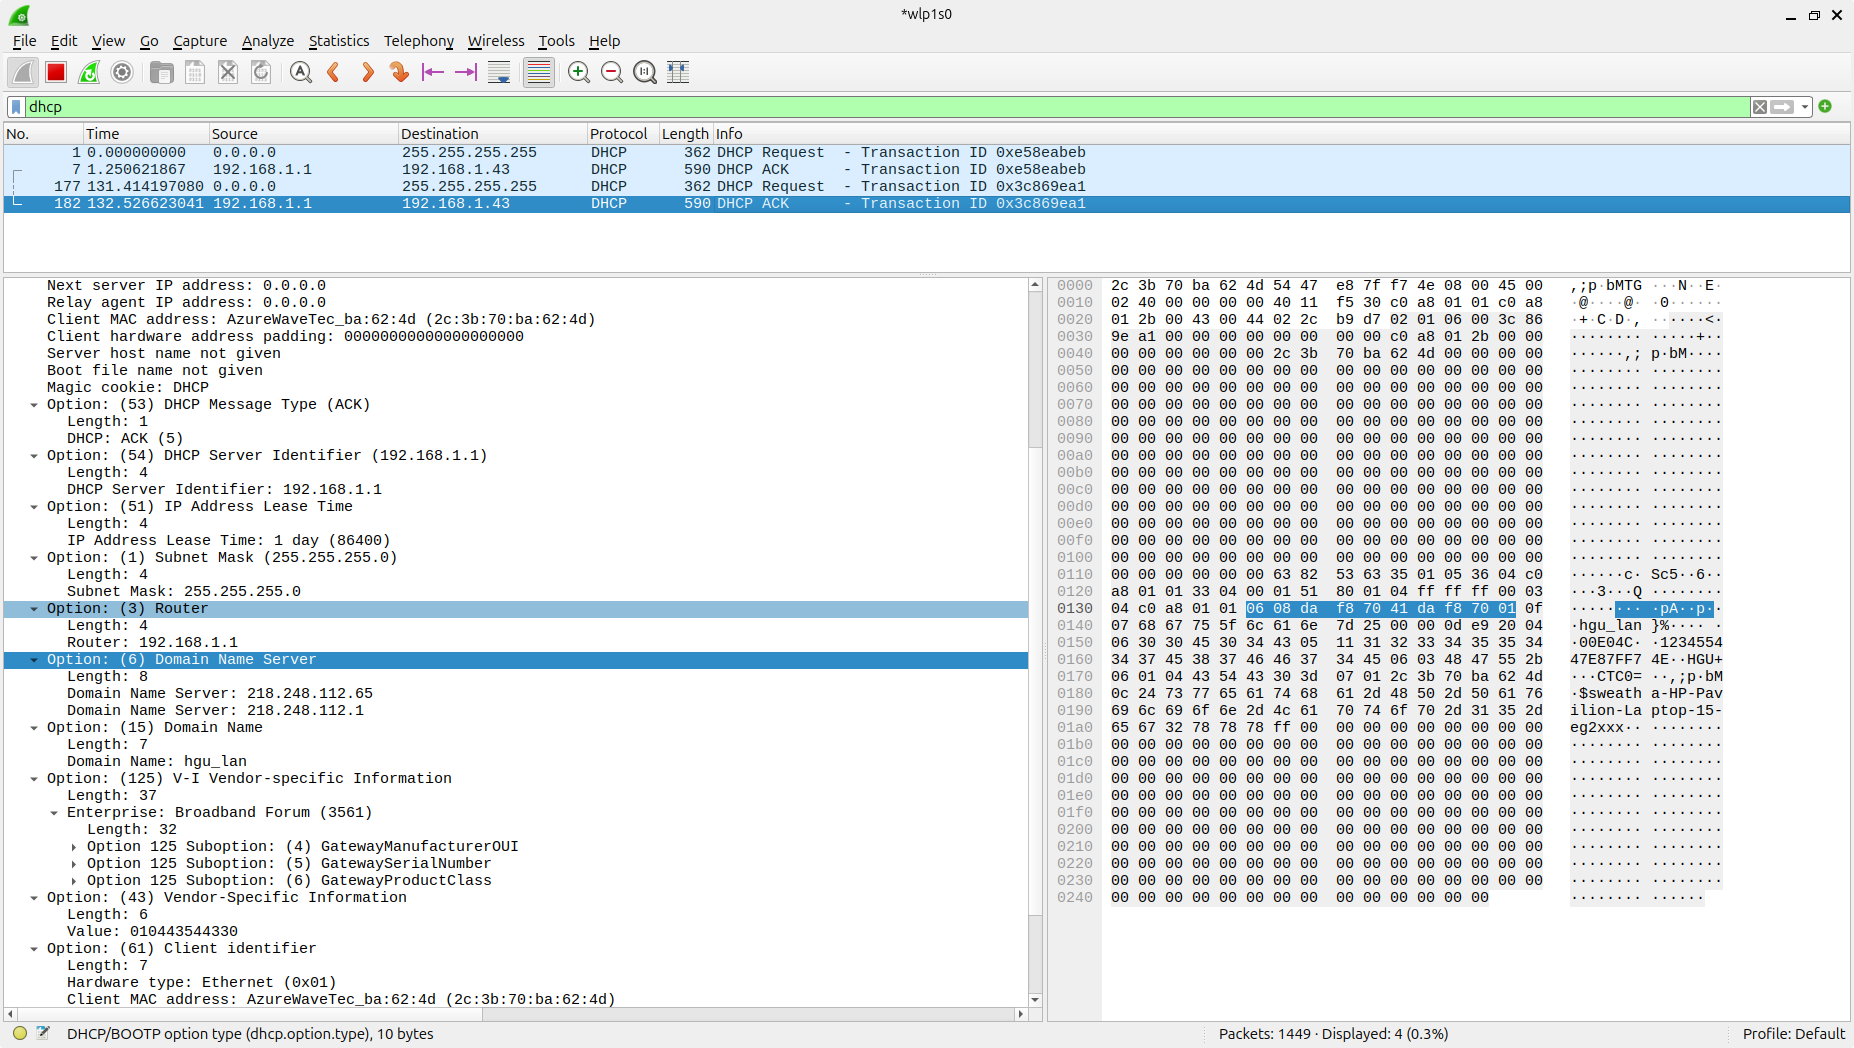 *wlp1s0
File Edit View Go Capture Analyze Statistics Telephony Wireless Tools Help
dhcp
No. Time Source Destination Protocol Length Info
1 0.000000000 0.0.0.0 255.255.255.255 DHCP 362 DHCP Request - Transaction ID 0xe58eabeb
7 1.250621867 192.168.1.1 192.168.1.43 DHCP 590 DHCP ACK - Transaction ID 0xe58eabeb
177 131.414197080 0.0.0.0 255.255.255.255 DHCP 362 DHCP Request - Transaction ID 0x3c869ea1
182 132.526623041 192.168.1.1 192.168.1.43 DHCP 590 DHCP ACK - Transaction ID 0x3c869ea1
Next server IP address: 0.0.0.0
Relay agent IP address: 0.0.0.0
Client MAC address: AzureWaveTec_ba:62:4d (2c:3b:70:ba:62:4d)
Client hardware address padding: 00000000000000000000
Server host name not given
Boot file name not given
Magic cookie: DHCP
Option: (53) DHCP Message Type (ACK)
Length: 1
DHCP: ACK (5)
Option: (54) DHCP Server Identifier (192.168.1.1)
Length: 4
DHCP Server Identifier: 192.168.1.1
Option: (51) IP Address Lease Time
Length: 4
IP Address Lease Time: 1 day (86400)
Option: (1) Subnet Mask (255.255.255.0)
Length: 4
Subnet Mask: 255.255.255.0
Option: (3) Router
Length: 4
Router: 192.168.1.1
Option: (6) Domain Name Server
Length: 8
Domain Name Server: 218.248.112.65
Domain Name Server: 218.248.112.1
Option: (15) Domain Name
Length: 7
Domain Name: hgu_lan
Option: (125) V-I Vendor-specific Information
Length: 37
Enterprise: Broadband Forum (3561)
Length: 32
Option 125 Suboption: (4) GatewayManufacturerOUI
Option 125 Suboption: (5) GatewaySerialNumber
Option 125 Suboption: (6) GatewayProductClass
Option: (43) Vendor-Specific Information
Length: 6
Value: 010443544330
Option: (61) Client identifier
Length: 7
Hardware type: Ethernet (0x01)
Client MAC address: AzureWaveTec_ba:62:4d (2c:3b:70:ba:62:4d)
0000 2c 3b 70 ba 62 4d 54 47 e8 7f f7 4e 08 00 45 00 ,;p·bMTG ···N··E·
0010 02 40 00 00 00 00 40 11 f5 30 c0 a8 01 01 c0 a8 ·@····@· ·0······
0020 01 2b 00 43 00 44 02 2c b9 d7 02 01 06 00 3c 86 ·+·C·D·, ······<·
0030 9e a1 00 00 00 00 00 00 00 00 c0 a8 01 2b 00 00 ········ ·····+··
0040 00 00 00 00 00 00 2c 3b 70 ba 62 4d 00 00 00 00 ······,; p·bM····
0050 00 00 00 00 00 00 00 00 00 00 00 00 00 00 00 00 ········ ········
0060 00 00 00 00 00 00 00 00 00 00 00 00 00 00 00 00 ········ ········
0070 00 00 00 00 00 00 00 00 00 00 00 00 00 00 00 00 ········ ········
0080 00 00 00 00 00 00 00 00 00 00 00 00 00 00 00 00 ········ ········
0090 00 00 00 00 00 00 00 00 00 00 00 00 00 00 00 00 ········ ········
00a0 00 00 00 00 00 00 00 00 00 00 00 00 00 00 00 00 ········ ········
00b0 00 00 00 00 00 00 00 00 00 00 00 00 00 00 00 00 ········ ········
00c0 00 00 00 00 00 00 00 00 00 00 00 00 00 00 00 00 ········ ········
00d0 00 00 00 00 00 00 00 00 00 00 00 00 00 00 00 00 ········ ········
00e0 00 00 00 00 00 00 00 00 00 00 00 00 00 00 00 00 ········ ········
00f0 00 00 00 00 00 00 00 00 00 00 00 00 00 00 00 00 ········ ········
0100 00 00 00 00 00 00 00 00 00 00 00 00 00 00 00 00 ········ ········
0110 00 00 00 00 00 00 63 82 53 63 35 01 05 36 04 c0 ······c· Sc5··6··
0120 a8 01 01 33 04 00 01 51 80 01 04 ff ff ff 00 03 ···3···Q ········
0130 04 c0 a8 01 01 06 08 da f8 70 41 da f8 70 01 0f ········ ·pA··p··
0140 07 68 67 75 5f 6c 61 6e 7d 25 00 00 0d e9 20 04 ·hgu_lan }%···· ·
0150 06 30 30 45 30 34 43 05 11 31 32 33 34 35 35 34 ·00E04C· ·1234554
0160 34 37 45 38 37 46 46 37 34 45 06 03 48 47 55 2b 47E87FF7 4E··HGU+
0170 06 01 04 43 54 43 30 3d 07 01 2c 3b 70 ba 62 4d ···CTC0= ··,;p·bM
0180 0c 24 73 77 65 61 74 68 61 2d 48 50 2d 50 61 76 ·$sweath a-HP-Pav
0190 69 6c 69 6f 6e 2d 4c 61 70 74 6f 70 2d 31 35 2d ilion-La ptop-15-
01a0 65 67 32 78 78 78 ff 00 00 00 00 00 00 00 00 00 eg2xxx·· ········
01b0 00 00 00 00 00 00 00 00 00 00 00 00 00 00 00 00 ········ ········
01c0 00 00 00 00 00 00 00 00 00 00 00 00 00 00 00 00 ········ ········
01d0 00 00 00 00 00 00 00 00 00 00 00 00 00 00 00 00 ········ ········
01e0 00 00 00 00 00 00 00 00 00 00 00 00 00 00 00 00 ········ ········
01f0 00 00 00 00 00 00 00 00 00 00 00 00 00 00 00 00 ········ ········
0200 00 00 00 00 00 00 00 00 00 00 00 00 00 00 00 00 ········ ········
0210 00 00 00 00 00 00 00 00 00 00 00 00 00 00 00 00 ········ ········
0220 00 00 00 00 00 00 00 00 00 00 00 00 00 00 00 00 ········ ········
0230 00 00 00 00 00 00 00 00 00 00 00 00 00 00 00 00 ········ ········
0240 00 00 00 00 00 00 00 00 00 00 00 00 00 00 ········ ······
DHCP/BOOTP option type (dhcp.option.type), 10 bytes
Packets: 1449 · Displayed: 4 (0.3%)
Profile: Default